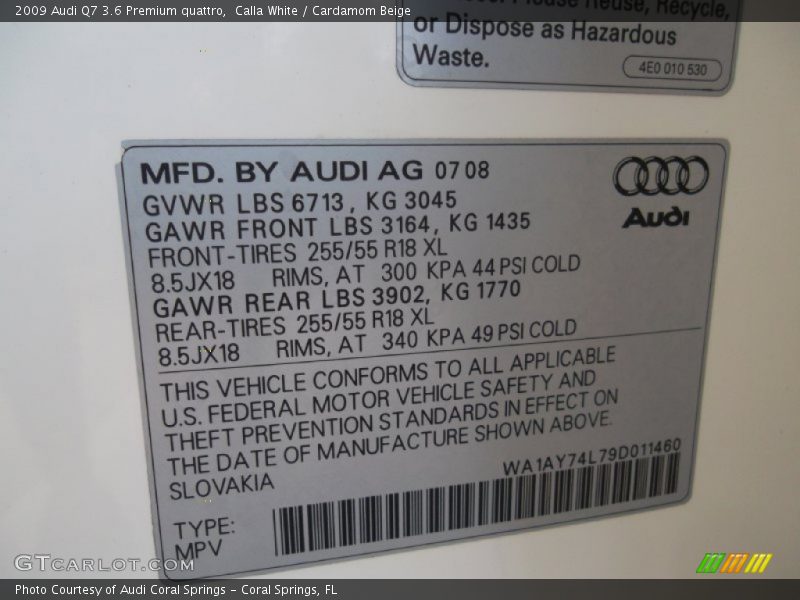 2009 Audi Q7 3.6 Premium quattro,  Calla White / Cardamom Beige
Please Reuse, Recycle,
or Dispose as Hazardous
Waste.
4E0 010 530
MFD. BY AUDI AG 07 08
GVWR LBS 6713 , KG 3045
GAWR FRONT LBS 3164, KG 1435
FRONT-TIRES 255/55 R18 XL
8.5JX18 RIMS, AT 300 KPA 44 PSI COLD
GAWR REAR LBS 3902, KG 1770
REAR-TIRES 255/55 R18 XL
8.5JX18 RIMS, AT 340 KPA 49 PSI COLD
Audi
THIS VEHICLE CONFORMS TO ALL APPLICABLE
U.S. FEDERAL MOTOR VEHICLE SAFETY AND
THEFT PREVENTION STANDARDS IN EFFECT ON
THE DATE OF MANUFACTURE SHOWN ABOVE.
SLOVAKIA
WA1AY74L79D011460
TYPE:
MPV
GTcarlot.com
Photo Courtesy of Audi Coral Springs - Coral Springs, FL